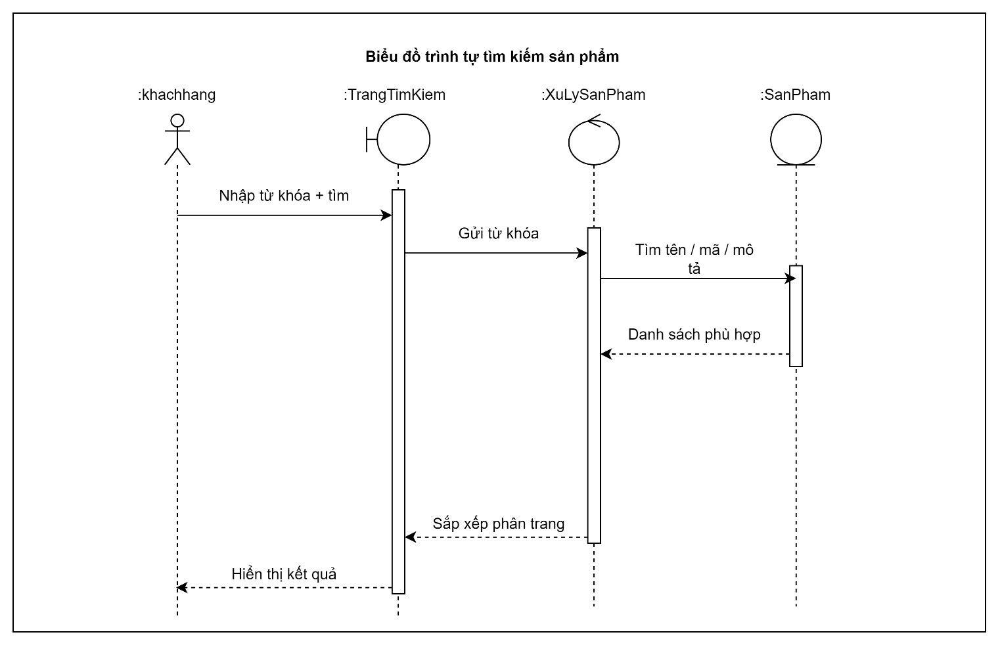 Biểu đồ trình tự tìm kiếm sản phẩm
:khachhang
:TrangTimKiem
:XuLySanPham
:SanPham
Nhập từ khóa + tìm
Gửi từ khóa
Tìm tên / mã / mô
tả
Danh sách phù hợp
Sắp xếp phân trang
Hiển thị kết quả